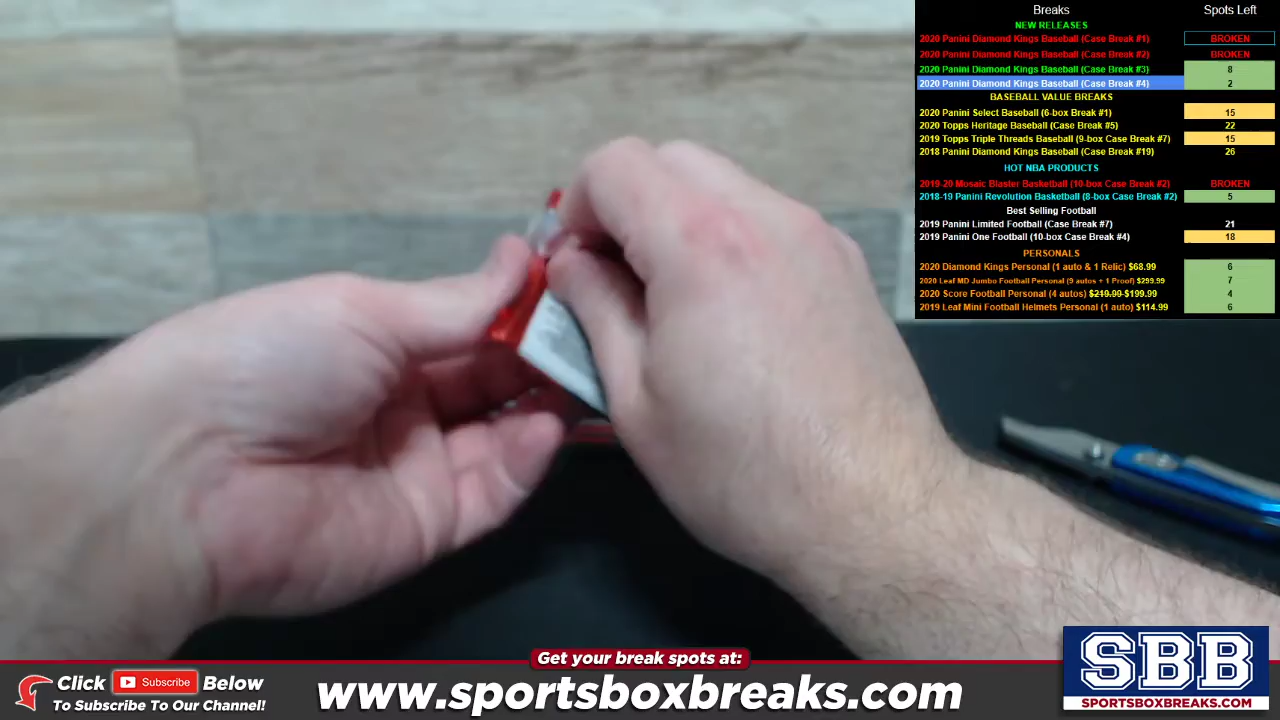 Breaks Spots Left
NEW RELEASES
2020 Panini Diamond Kings Baseball (Case Break #1) BROKEN
2020 Panini Diamond Kings Baseball (Case Break #2) BROKEN
2020 Panini Diamond Kings Baseball (Case Break #3) 8
2020 Panini Diamond Kings Baseball (Case Break #4) 2
BASEBALL VALUE BREAKS
2020 Panini Select Baseball (6-box Break #1) 15
2020 Topps Heritage Baseball (Case Break #5) 22
2019 Topps Triple Threads Baseball (9-box Case Break #7) 15
2018 Panini Diamond Kings Baseball (Case Break #19) 26
HOT NBA PRODUCTS
2019-20 Mosaic Blaster Basketball (10-box Case Break #2) BROKEN
2018-19 Panini Revolution Basketball (8-box Case Break #2) 5
Best Selling Football
2019 Panini Limited Football (Case Break #7) 21
2019 Panini One Football (10-box Case Break #4) 18
PERSONALS
2020 Diamond Kings Personal (1 auto & 1 Relic) $68.99 6
2020 Leaf MD Jumbo Football Personal (9 autos + 1 Proof) $299.99 7
2020 Score Football Personal (4 autos) $219.99 $199.99 4
2019 Leaf Mini Football Helmets Personal (1 auto) $114.99 6
Get your break spots at:
www.sportsboxbreaks.com
Click Subscribe Below
To Subscribe To Our Channel!
SBB
SPORTSBOXBREAKS.COM